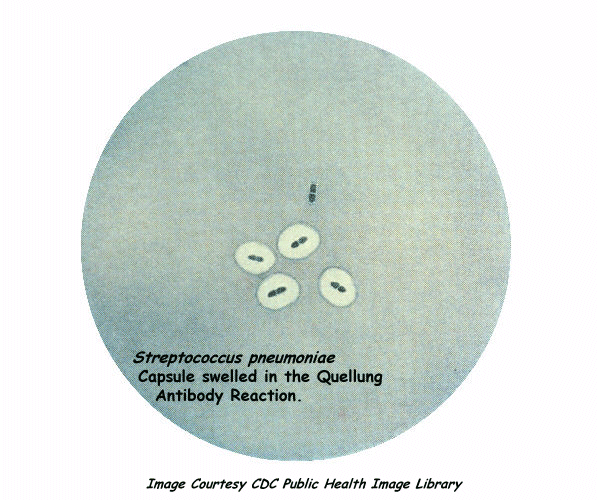 Streptococcus pneumoniae
Capsule swelled in the Quellung
Antibody Reaction.
Image Courtesy CDC Public Health Image Library